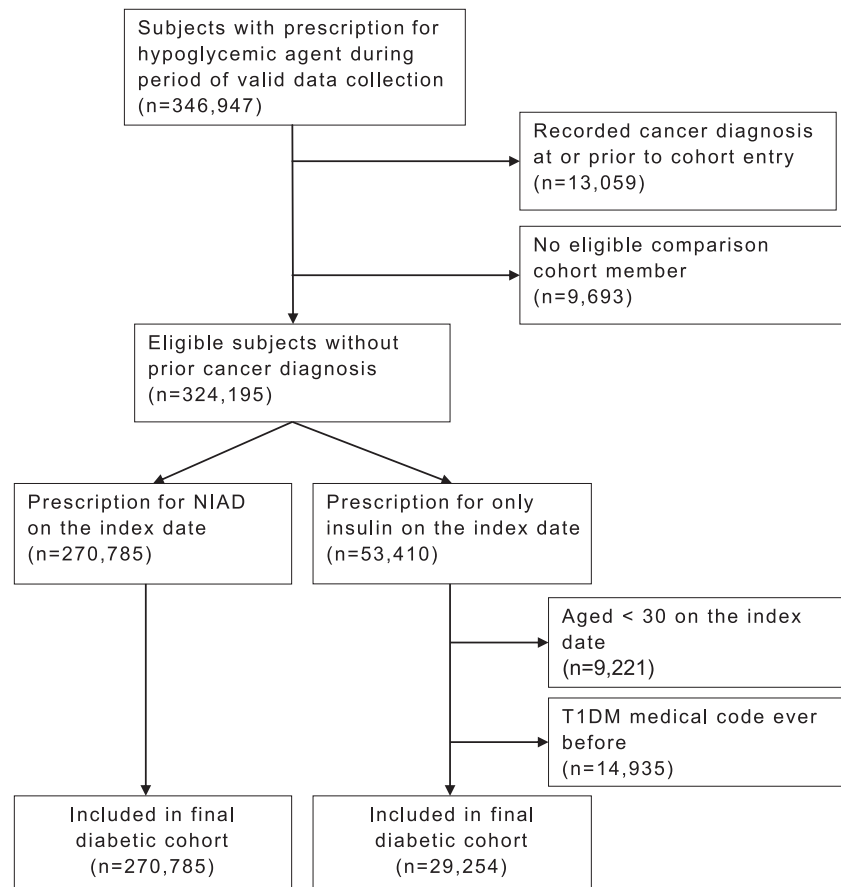 Subjects with prescription for
hypoglycemic agent during
period of valid data collection
(n=346,947)
Recorded cancer diagnosis
at or prior to cohort entry
(n=13,059)
No eligible comparison
cohort member
(n=9,693)
Eligible subjects without
prior cancer diagnosis
(n=324,195)
Prescription for NIAD
on the index date
(n=270,785)
Prescription for only
insulin on the index date
(n=53,410)
Aged < 30 on the index
date
(n=9,221)
T1DM medical code ever
before
(n=14,935)
Included in final
diabetic cohort
(n=270,785)
Included in final
diabetic cohort
(n=29,254)